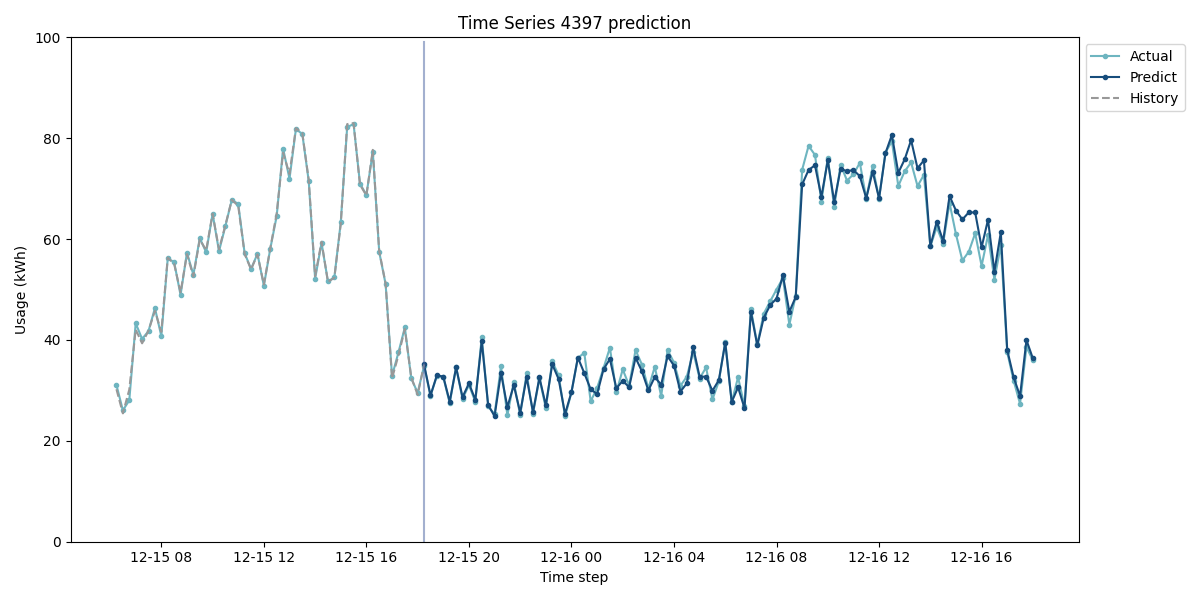 Time Series 4397 prediction
100
80
60
40
20
0
Usage (kWh)
12-15 08
12-15 12
12-15 16
12-15 20
12-16 00
12-16 04
12-16 08
12-16 12
12-16 16
Time step
Actual
Predict
History